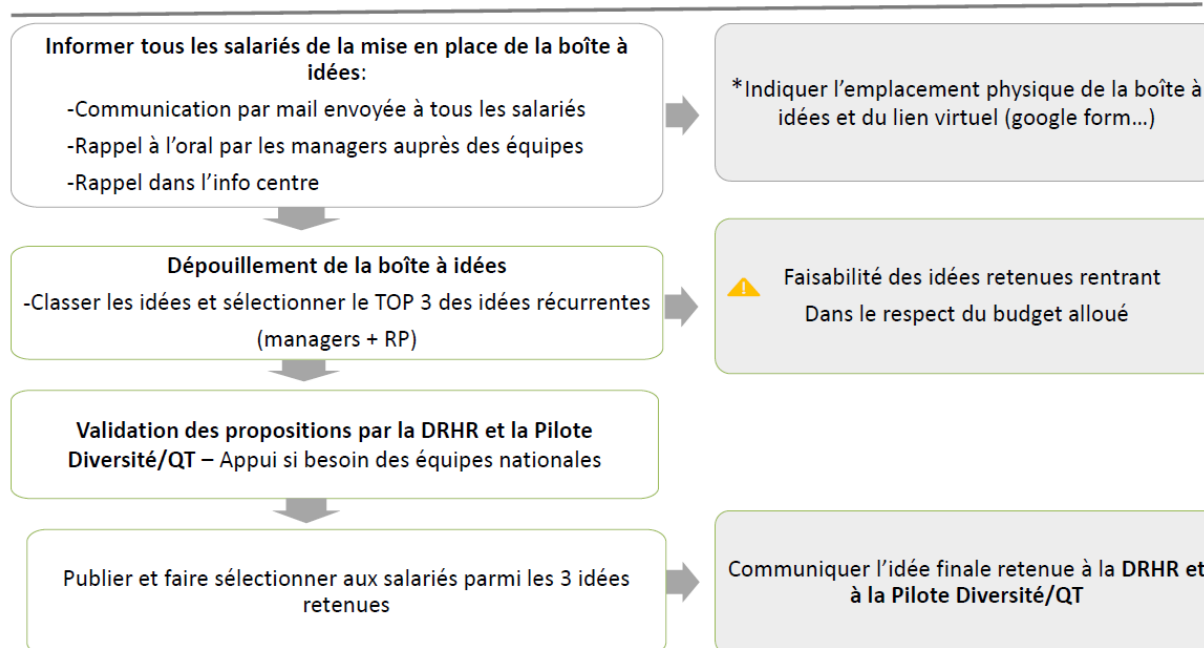 Informer tous les salariés de la mise en place de la boîte à
idées:
-Communication par mail envoyée à tous les salariés
-Rappel à l’oral par les managers auprès des équipes
-Rappel dans l’info centre
*Indiquer l’emplacement physique de la boîte à
idées et du lien virtuel (google form…)
Dépouillement de la boîte à idées
-Classer les idées et sélectionner le TOP 3 des idées récurrentes
(managers + RP)
Faisabilité des idées retenues rentrant
Dans le respect du budget alloué
Validation des propositions par la DRHR et la Pilote
Diversité/QT – Appui si besoin des équipes nationales
Publier et faire sélectionner aux salariés parmi les 3 idées
retenues
Communiquer l’idée finale retenue à la DRHR et
à la Pilote Diversité/QT